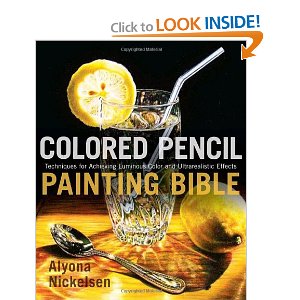 Click to LOOK INSIDE!
COLORED PENCIL
Techniques for Achieving Luminous Color and Ultrarealistic Effects
PAINTING BIBLE
Alyona
Nickelsen